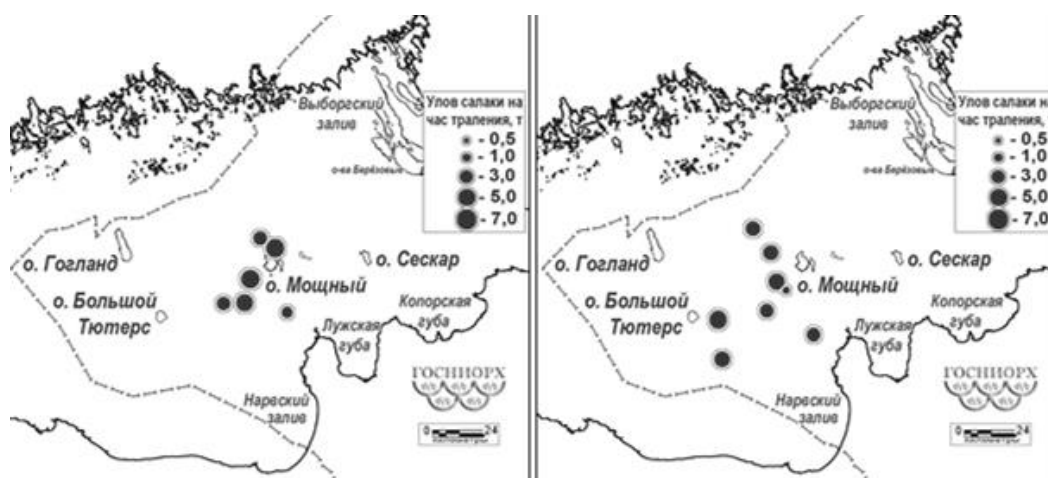 Выборгский
залив
Улов салаки на
час траления, т
- 0,5
- 1,0
- 3,0
- 5,0
- 7,0
о-ва Берёзовые
о. Гогланд
о. Сескар
о. Мощный
о. Большой
Тютерс
Копорская
губа
Лужская
губа
ГОСНИОРХ
Нарвский
залив
0 24
Выборгский
залив
Улов салаки на
час траления,
- 0,5
- 1,0
- 3,0
- 5,0
- 7,0
о-ва Берёзовые
о. Гогланд
о. Сескар
о. Мощный
о. Большой
Тютерс
Копорская
губа
Лужская
губа
ГОСНИОРХ
Нарвский
залив
0 24